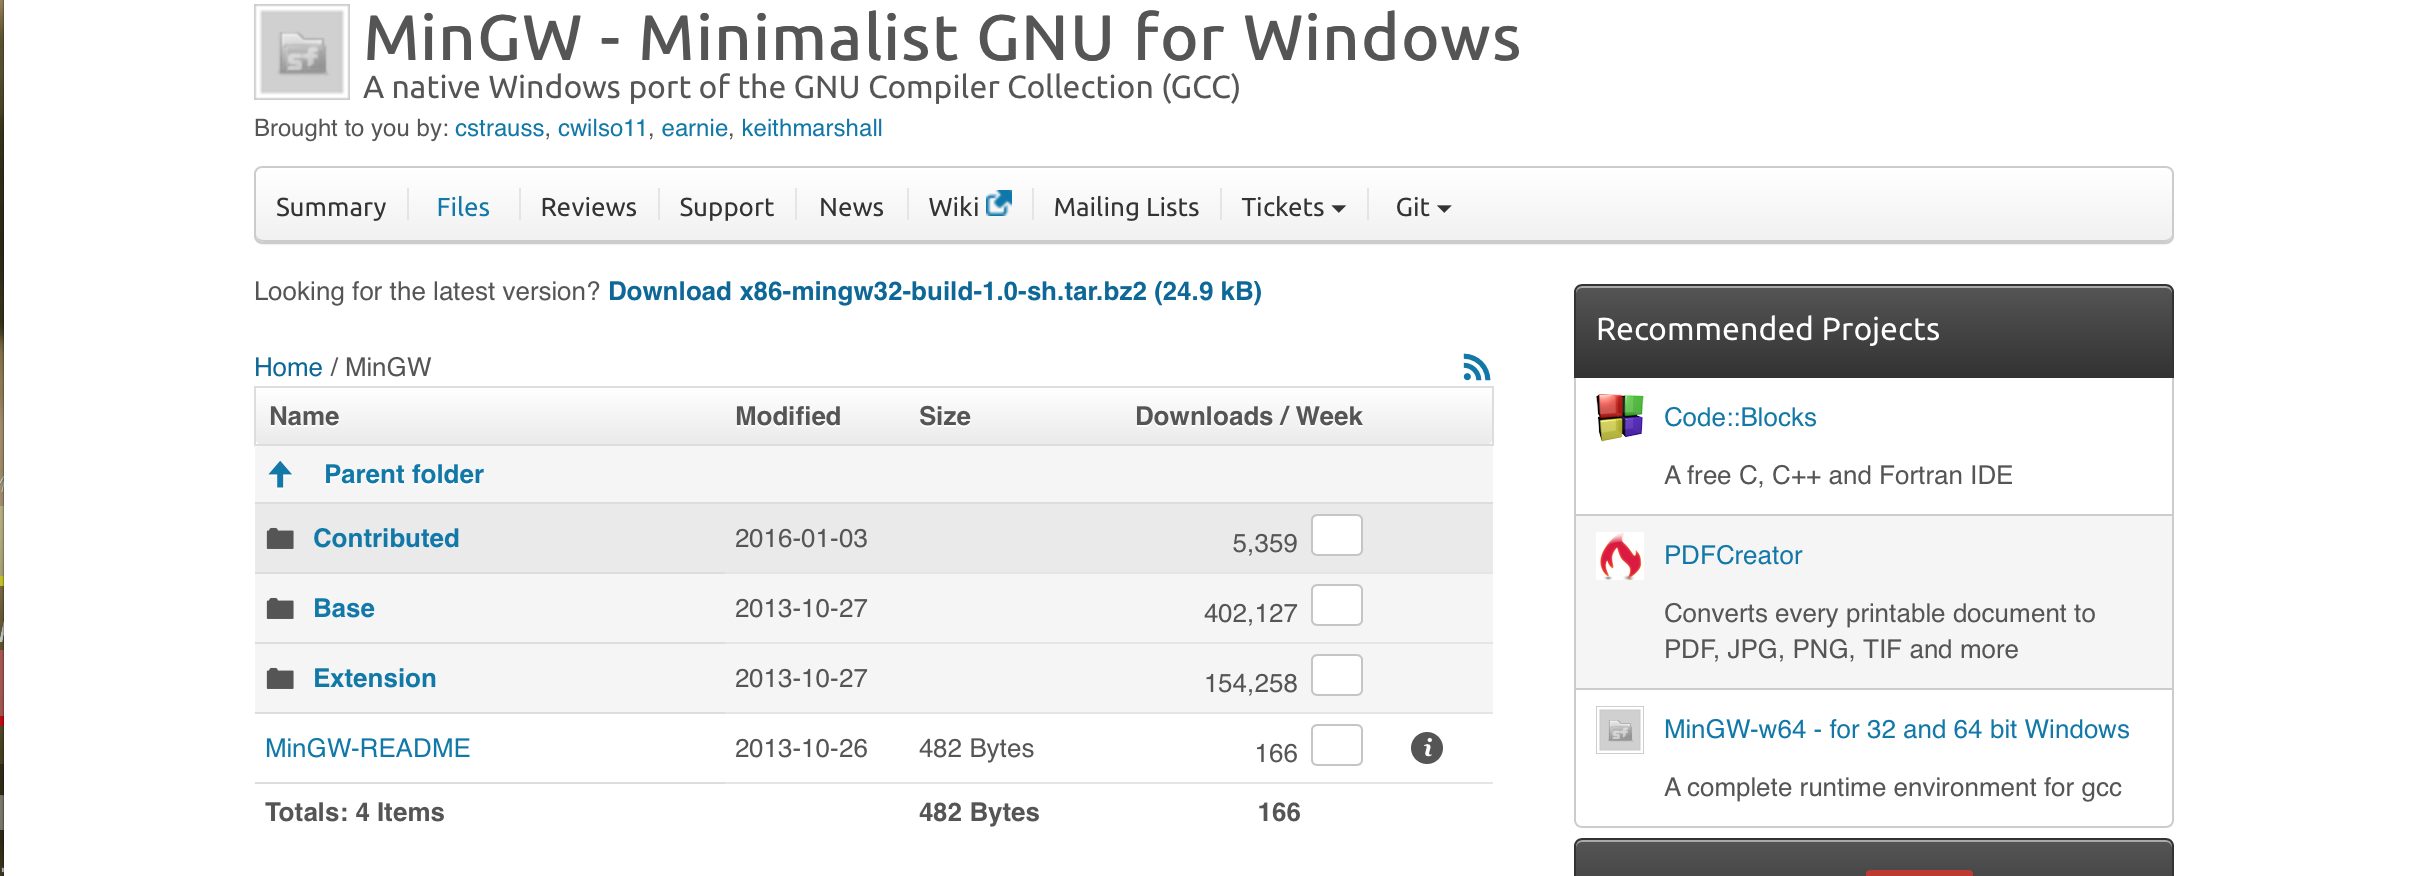 MinGW - Minimalist GNU for Windows
A native Windows port of the GNU Compiler Collection (GCC)
Brought to you by: cstrauss, cwilso11, earnie, keithmarshall
Summary Files Reviews Support News Wiki Mailing Lists Tickets Git
Looking for the latest version? Download x86-mingw32-build-1.0-sh.tar.bz2 (24.9 kB)
Home / MinGW
Name Modified Size Downloads / Week
Parent folder
Contributed 2016-01-03 5,359
Base 2013-10-27 402,127
Extension 2013-10-27 154,258
MinGW-README 2013-10-26 482 Bytes 166
Totals: 4 Items 482 Bytes 166
Recommended Projects
Code::Blocks
A free C, C++ and Fortran IDE
PDFCreator
Converts every printable document to
PDF, JPG, PNG, TIF and more
MinGW-w64 - for 32 and 64 bit Windows
A complete runtime environment for gcc